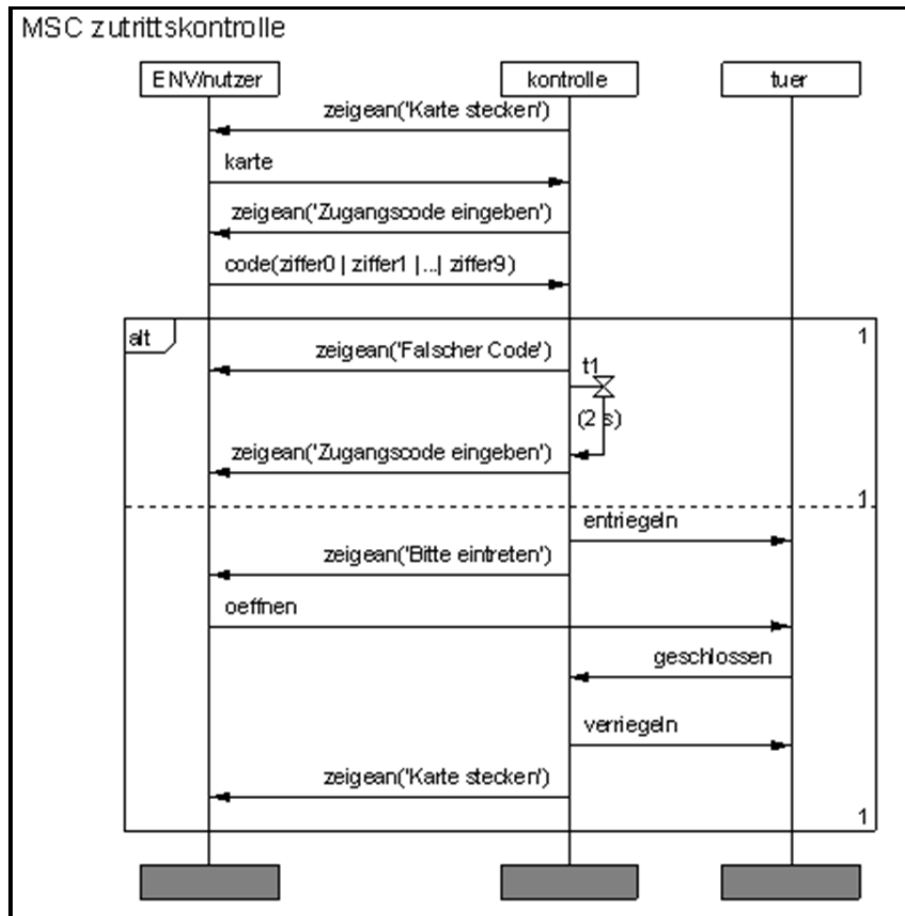 MSC zutrittskontrolle
ENV/nutzer kontrolle tuer
zeigean('Karte stecken')
karte
zeigean('Zugangscode eingeben')
code(ziffer0 | ziffer1 |...| ziffer9)
alt 1
zeigean('Falscher Code')
t1
(2 s)
zeigean('Zugangscode eingeben')
1
entriegeln
zeigean('Bitte eintreten')
oeffnen
geschlossen
verriegeln
zeigean('Karte stecken')
1